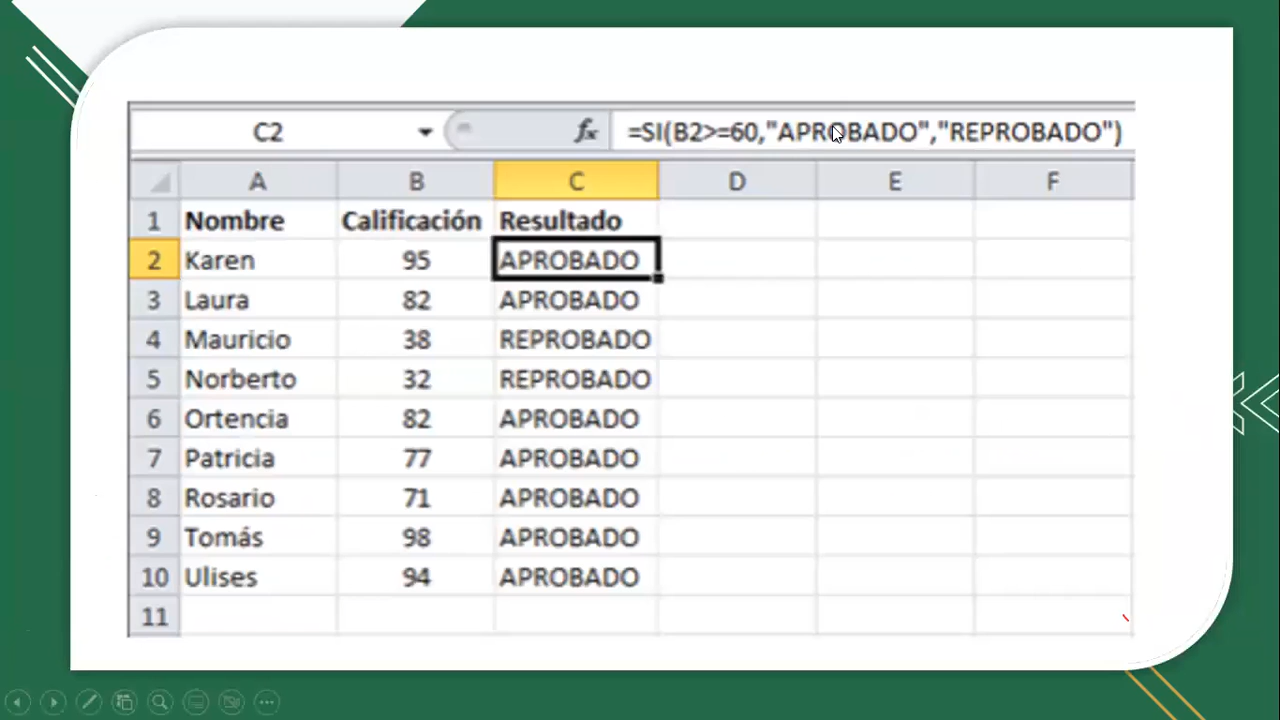 C2 fx =SI(B2>=60,"APROBADO","REPROBADO")
A B C D E F
1 Nombre Calificación Resultado
2 Karen 95 APROBADO
3 Laura 82 APROBADO
4 Mauricio 38 REPROBADO
5 Norberto 32 REPROBADO
6 Ortencia 82 APROBADO
7 Patricia 77 APROBADO
8 Rosario 71 APROBADO
9 Tomás 98 APROBADO
10 Ulises 94 APROBADO
11